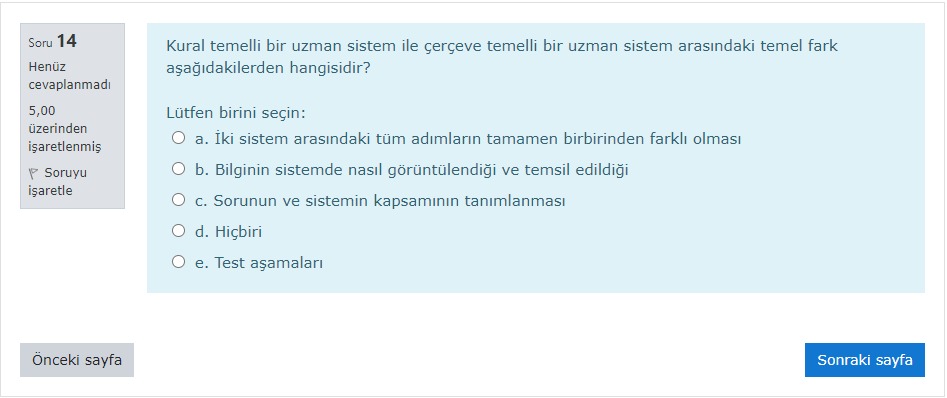 Soru 14
Henüz
cevaplanmadı
5,00
üzerinden
işaretlenmiş
Soruyu
işaretle
Kural temelli bir uzman sistem ile çerçeve temelli bir uzman sistem arasındaki temel fark
aşağıdakilerden hangisidir?
Lütfen birini seçin:
a. İki sistem arasındaki tüm adımların tamamen birbirinden farklı olması
b. Bilginin sistemde nasıl görüntülendiği ve temsil edildiği
c. Sorunun ve sistemin kapsamının tanımlanması
d. Hiçbiri
e. Test aşamaları
Önceki sayfa
Sonraki sayfa